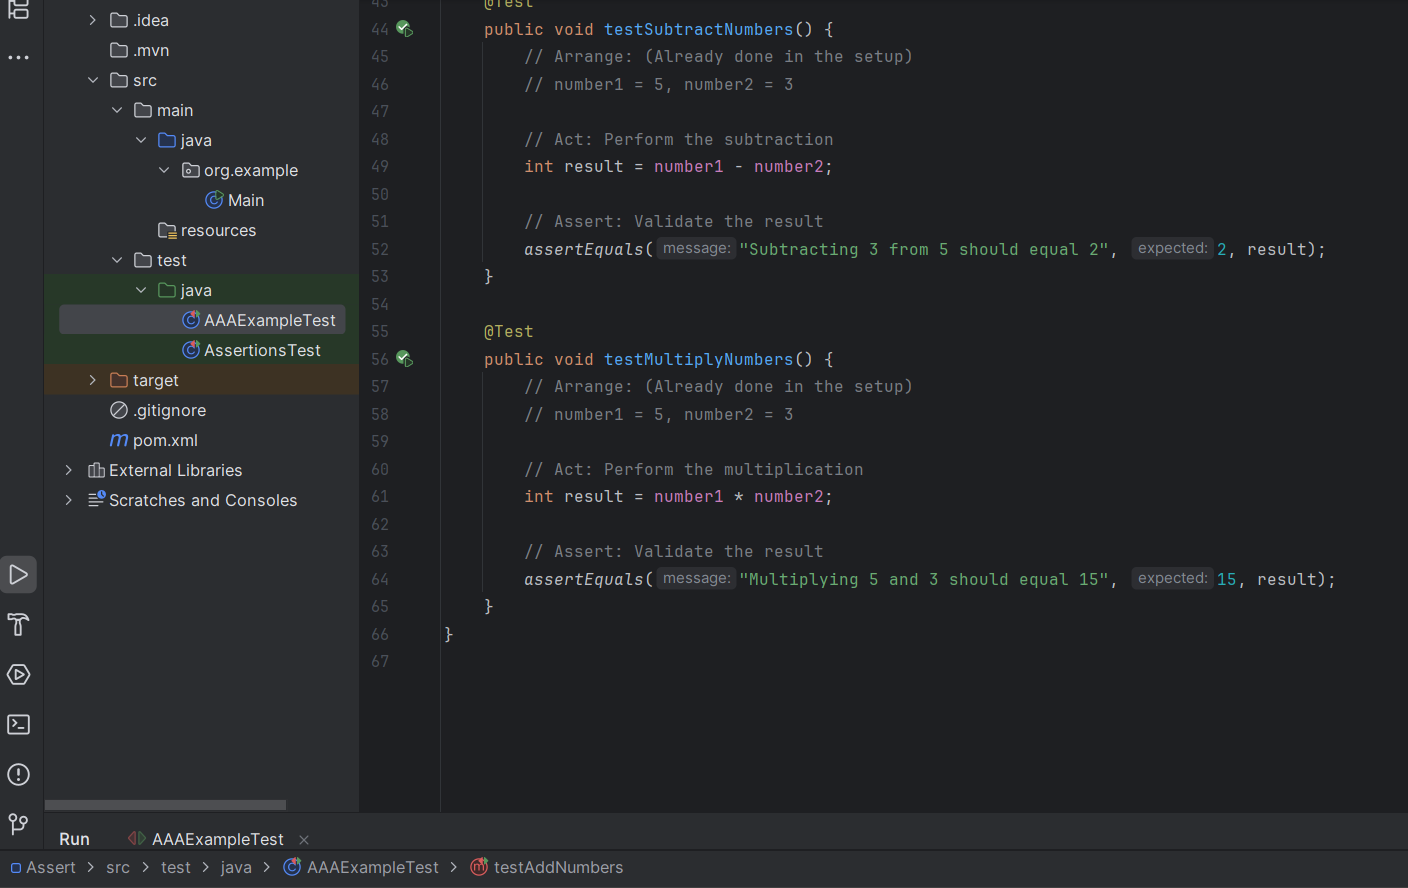 .idea
.mvn
src
main
java
org.example
Main
resources
test
java
AAAExampleTest
AssertionsTest
target
.gitignore
pom.xml
External Libraries
Scratches and Consoles
43 @Test
44 public void testSubtractNumbers() {
45 // Arrange: (Already done in the setup)
46 // number1 = 5, number2 = 3
47
48 // Act: Perform the subtraction
49 int result = number1 - number2;
50
51 // Assert: Validate the result
52 assertEquals( message: "Subtracting 3 from 5 should equal 2", expected: 2, result);
53 }
54
55 @Test
56 public void testMultiplyNumbers() {
57 // Arrange: (Already done in the setup)
58 // number1 = 5, number2 = 3
59
60 // Act: Perform the multiplication
61 int result = number1 * number2;
62
63 // Assert: Validate the result
64 assertEquals( message: "Multiplying 5 and 3 should equal 15", expected: 15, result);
65 }
66 }
67
Run AAAExampleTest ×
Assert > src > test > java > AAAExampleTest > testAddNumbers